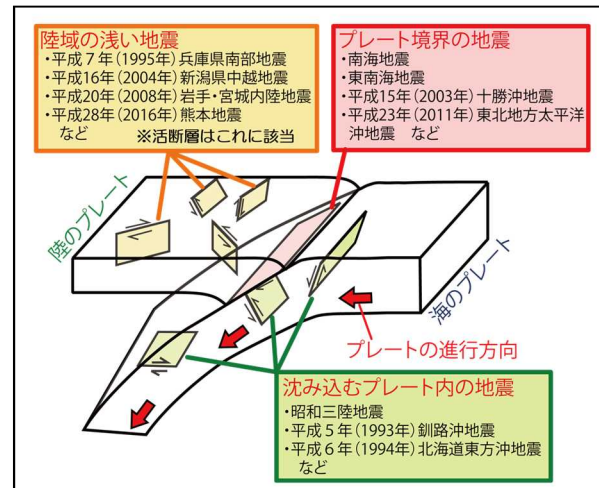 陸域の浅い地震
・平成7年(1995年)兵庫県南部地震
・平成16年(2004年)新潟県中越地震
・平成20年(2008年)岩手・宮城内陸地震
・平成28年(2016年)熊本地震
など ※活断層はこれに該当
プレート境界の地震
・南海地震
・東南海地震
・平成15年(2003年)十勝沖地震
・平成23年(2011年)東北地方太平洋
沖地震 など
陸のプレート
海のプレート
プレートの進行方向
沈み込むプレート内の地震
・昭和三陸地震
・平成5年(1993年)釧路沖地震
・平成6年(1994年)北海道東方沖地震
など